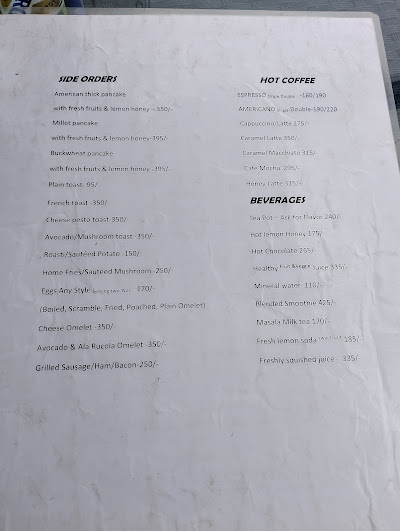 SIDE ORDERS
American thick pancake
with fresh fruits & lemon honey - 350/-
Millet pancake
with fresh fruits & lemon honey-395/-
Buckwheat pancake
with fresh fruits & lemon honey -395/-
Plain toast- 95/-
French toast -350/-
Cheese pesto toast-350/-
Avocado/Mushroom toast -350/-
Roast/Sautéed Potato -150/-
Home Fries/Sautéed Mushroom- 250/-
Eggs Any Style 170/-
(Boiled, Scramble, Fried, Poached, Plain Omelet)
Cheese Omelet -350/-
Avocado & Ala Rucola Omelet -350/-
Grilled Sausage/Ham/Bacon-250/-
HOT COFFEE
ESPRESSO Single/Double -160/190
AMERICANO Single/Double-190/220
Cappuccino/Latte 275/-
Caramel Latte 350/-
Caramel Macchiato 315/-
Cafe Mocha 295/-
Honey Latte 315/-
BEVERAGES
Tea Pot – Ask for Flavor 240/-
Hot lemon Honey 175/-
Hot Chocolate 265/-
Healthy juice 335/-
Mineral water 110/-
Blended Smoothie 425/-
Masala Milk tea 170/-
Fresh lemon soda 185/-
Freshly squished juice - 335/-